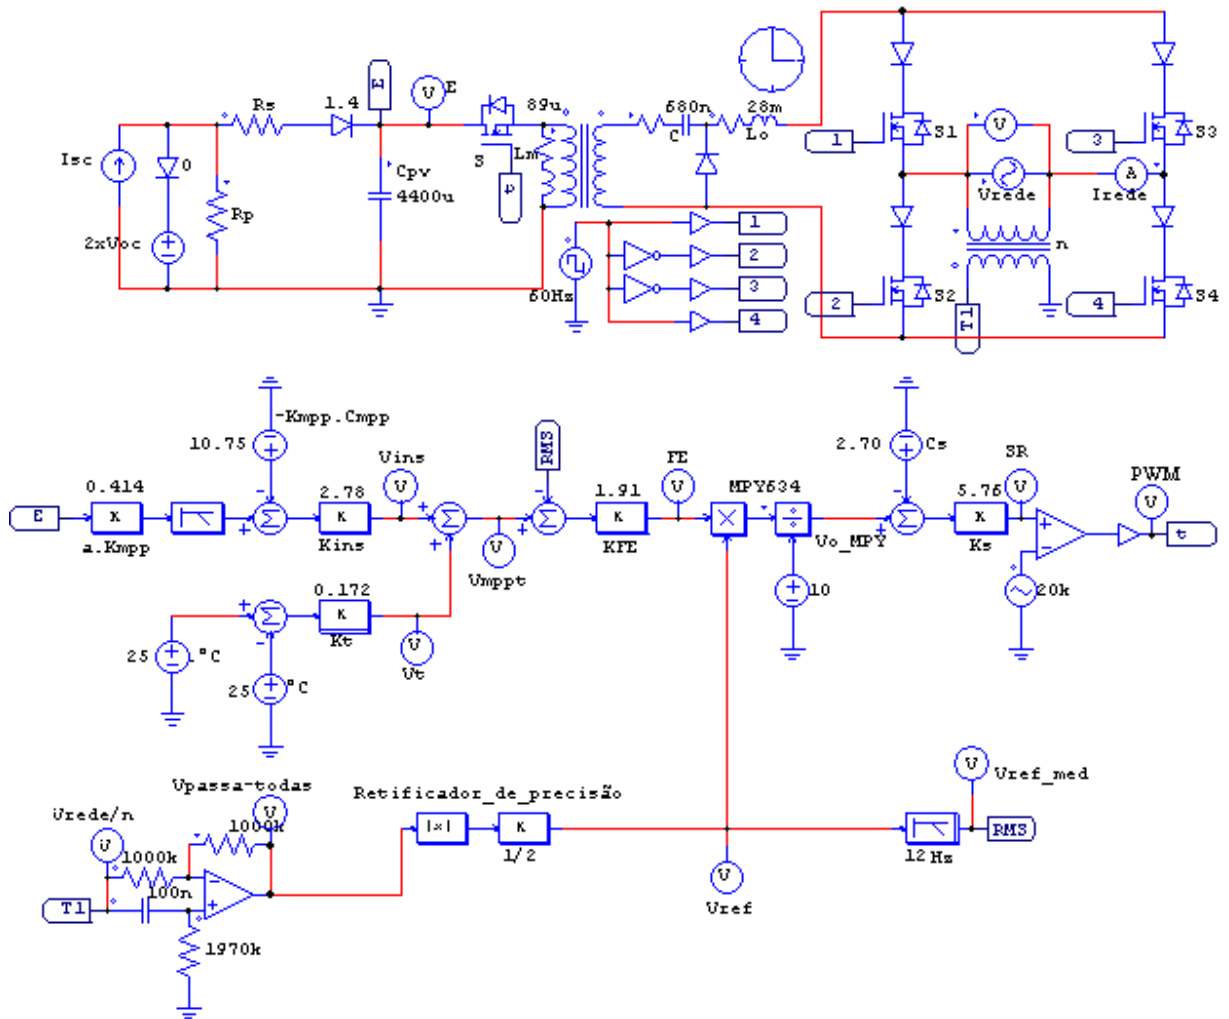 E
V
E
Rs
1.4
89u
680n
28m
C
Lo
1
S1
V
3
S3
Isc
0
Cpv
4400u
S
Lm
t
Urede
A
Irede
Rp
2xVoc
60Hz
1
2
3
4
n
2
S2
T1
4
S4
-Kmpp.Cmpp
10.75
Vins
V
RMS
FE
V
MPY634
2.70
Cs
SR
V
PWM
V
E
0.414
K
a.Kmpp
Σ
2.78
K
Kins
Σ
V
Vmppt
Σ
1.91
K
KFE
Vo_MPY
10
Σ
5.76
K
Ks
20k
t
0.172
Σ
K
Kt
V
Vt
25
.°C
25
°C
Vpassa-todas
V
Retificador_de_precisão
V
Vref_med
Urede/n
V
1000k
1000k
100n
T1
1970k
|x|
K
1/2
V
Vref
12Hz
RMS